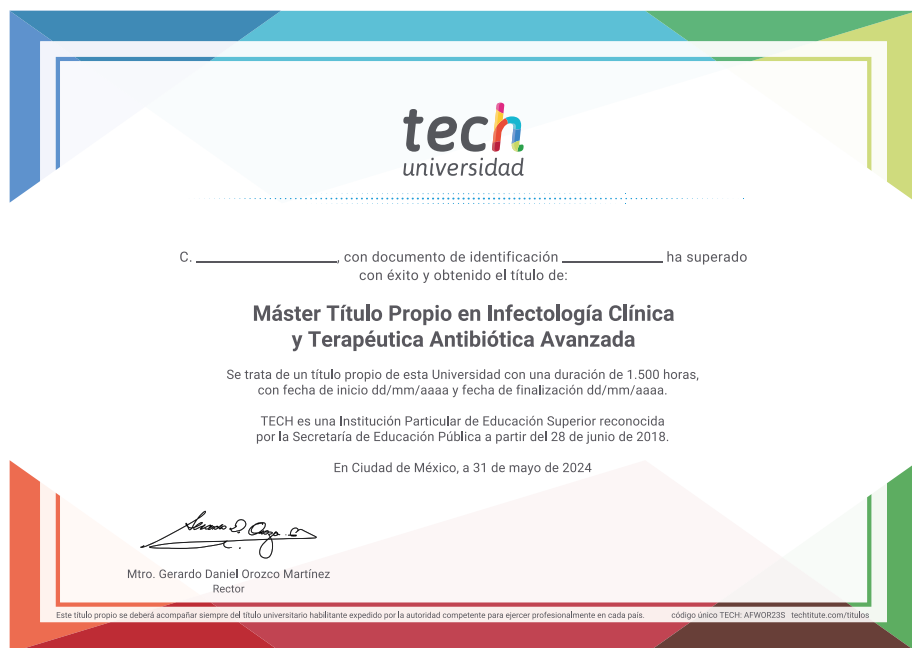 tech
universidad
C. ____________, con documento de identificación ____________ ha superado
con éxito y obtenido el título de:
Máster Título Propio en Infectología Clínica
y Terapéutica Antibiótica Avanzada
Se trata de un título propio de esta Universidad con una duración de 1.500 horas,
con fecha de inicio dd/mm/aaaa y fecha de finalización dd/mm/aaaa.
TECH es una Institución Particular de Educación Superior reconocida
por la Secretaría de Educación Pública a partir del 28 de junio de 2018.
En Ciudad de México, a 31 de mayo de 2024
Mtro. Gerardo Daniel Orozco Martínez
Rector
Este título propio se deberá acompañar siempre del título universitario habilitante expedido por la autoridad competente para ejercer profesionalmente en cada país. código único TECH: AFWOR23S techtitute.com/titulos